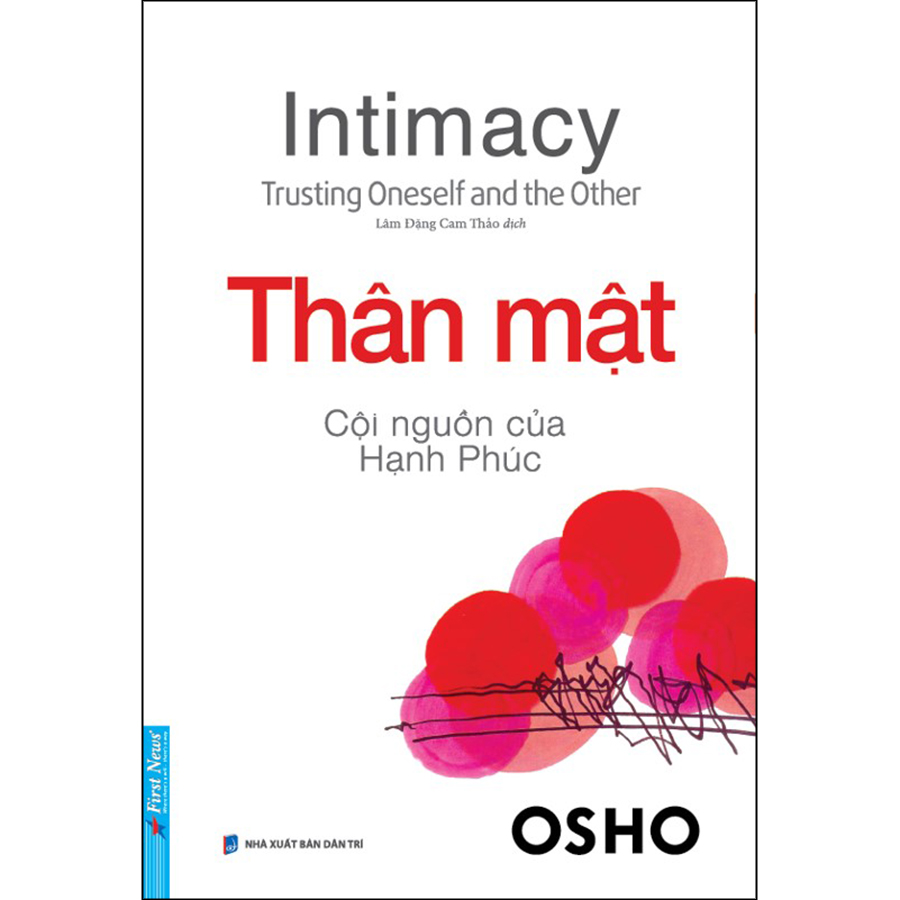 Intimacy
Trusting Oneself and the Other
Lâm Đặng Cam Thảo dịch
Thân mật
Cội nguồn của
Hạnh Phúc
First News
NHÀ XUẤT BẢN DÂN TRÍ
OSHO